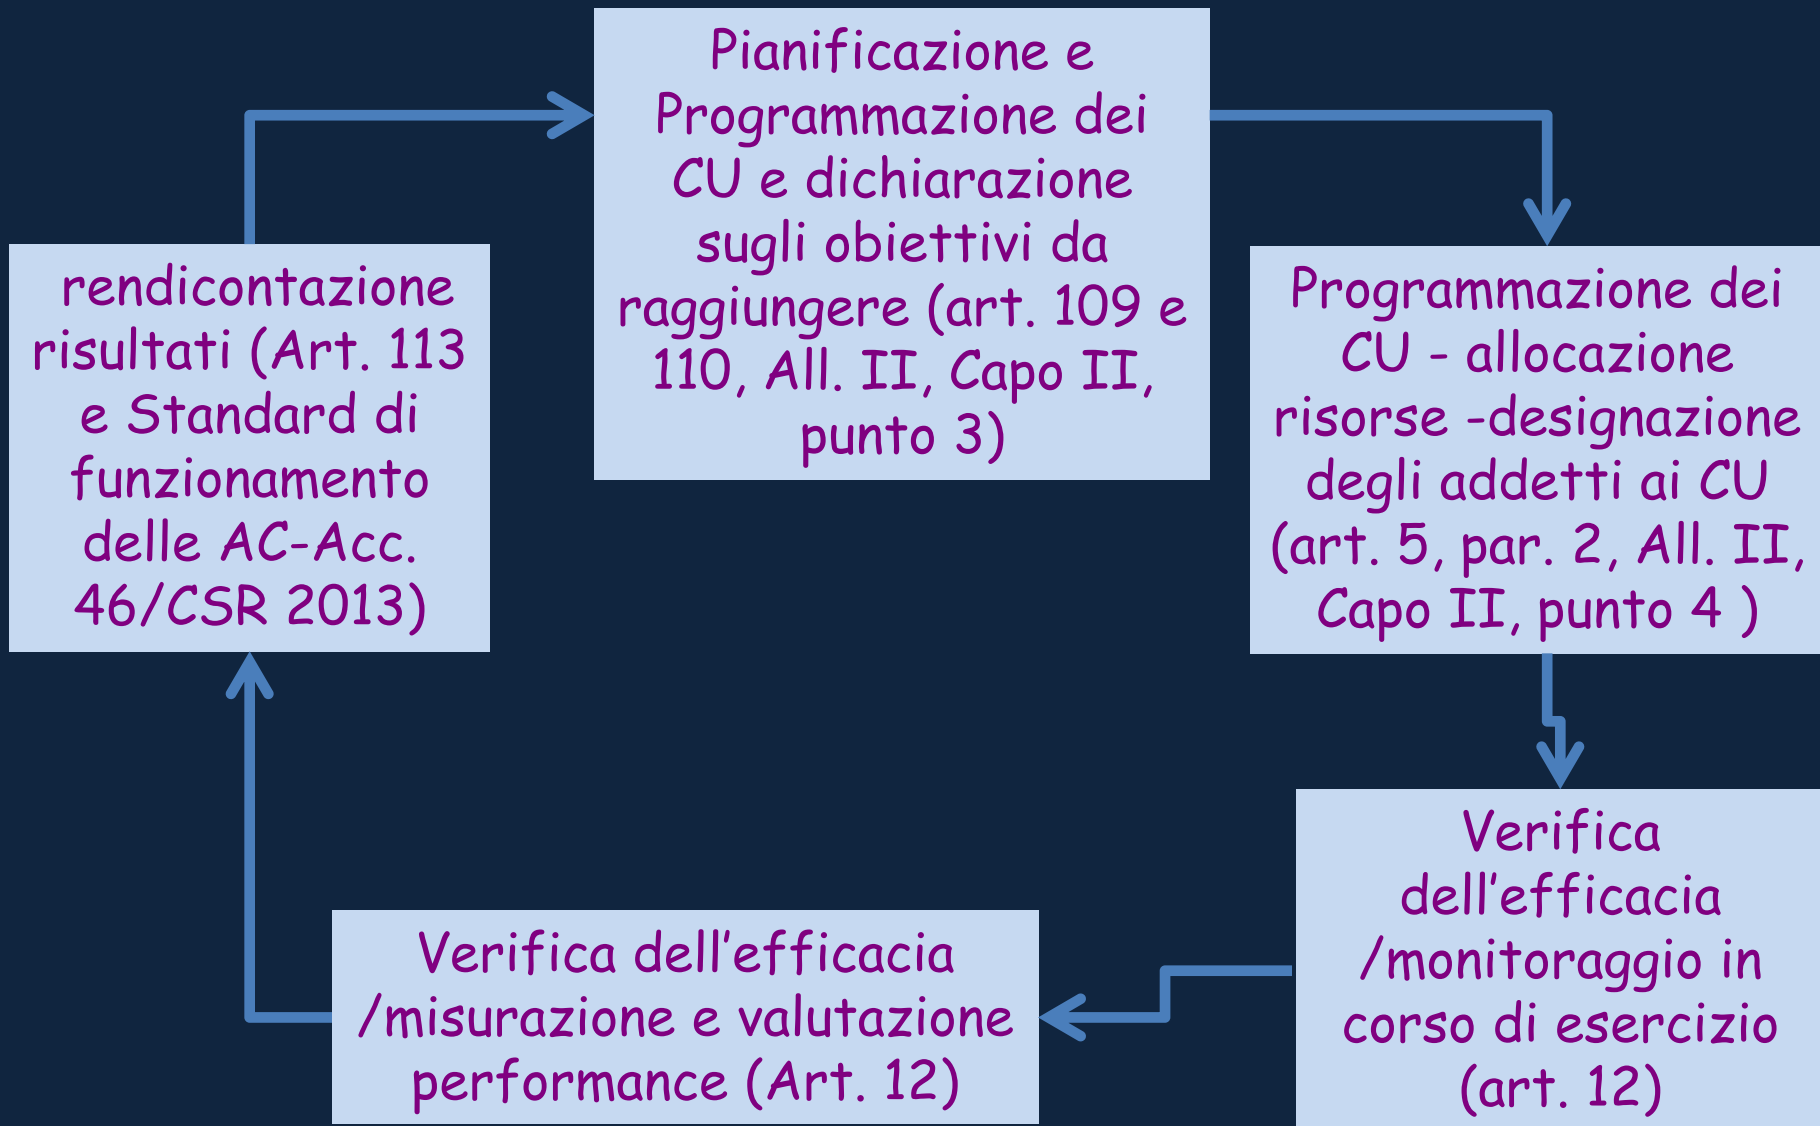 Pianificazione e
Programmazione dei
CU e dichiarazione
sugli obiettivi da
raggiungere (art. 109 e
110, All. II, Capo II,
punto 3)
rendicontazione
risultati (Art. 113
e Standard di
funzionamento
delle AC-Acc.
46/CSR 2013)
Programmazione dei
CU - allocazione
risorse -designazione
degli addetti ai CU
(art. 5, par. 2, All. II,
Capo II, punto 4 )
Verifica
dell’efficacia
/monitoraggio in
corso di esercizio
(art. 12)
Verifica dell’efficacia
/misurazione e valutazione
performance (Art. 12)